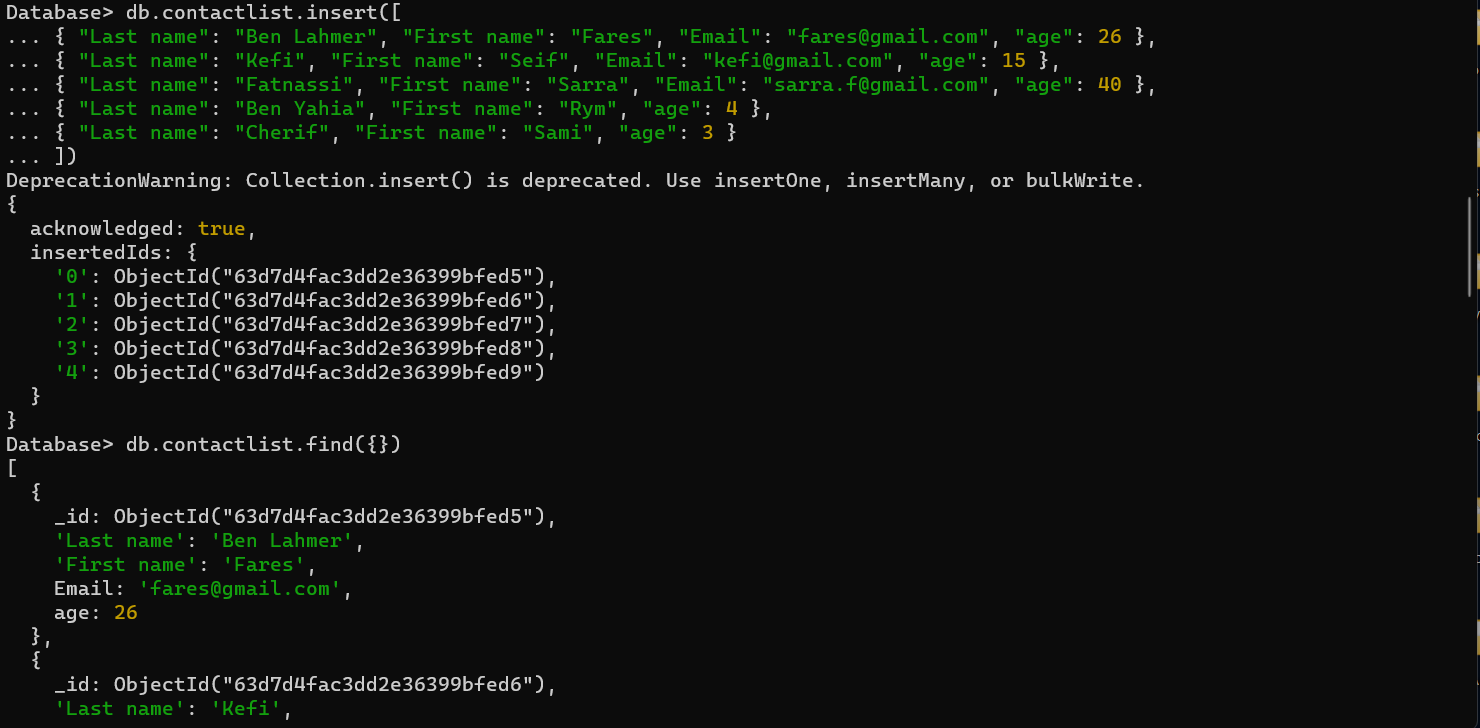 Database> db.contactlist.insert([
... { "Last name": "Ben Lahmer", "First name": "Fares", "Email": "fares@gmail.com", "age": 26 },
... { "Last name": "Kefi", "First name": "Seif", "Email": "kefi@gmail.com", "age": 15 },
... { "Last name": "Fatnassi", "First name": "Sarra", "Email": "sarra.f@gmail.com", "age": 40 },
... { "Last name": "Ben Yahia", "First name": "Rym", "age": 4 },
... { "Last name": "Cherif", "First name": "Sami", "age": 3 }
... ])
DeprecationWarning: Collection.insert() is deprecated. Use insertOne, insertMany, or bulkWrite.
{
  acknowledged: true,
  insertedIds: {
    '0': ObjectId("63d7d4fac3dd2e36399bfed5"),
    '1': ObjectId("63d7d4fac3dd2e36399bfed6"),
    '2': ObjectId("63d7d4fac3dd2e36399bfed7"),
    '3': ObjectId("63d7d4fac3dd2e36399bfed8"),
    '4': ObjectId("63d7d4fac3dd2e36399bfed9")
  }
}
Database> db.contactlist.find({})
[
  {
    _id: ObjectId("63d7d4fac3dd2e36399bfed5"),
    'Last name': 'Ben Lahmer',
    'First name': 'Fares',
    Email: 'fares@gmail.com',
    age: 26
  },
  {
    _id: ObjectId("63d7d4fac3dd2e36399bfed6"),
    'Last name': 'Kefi',